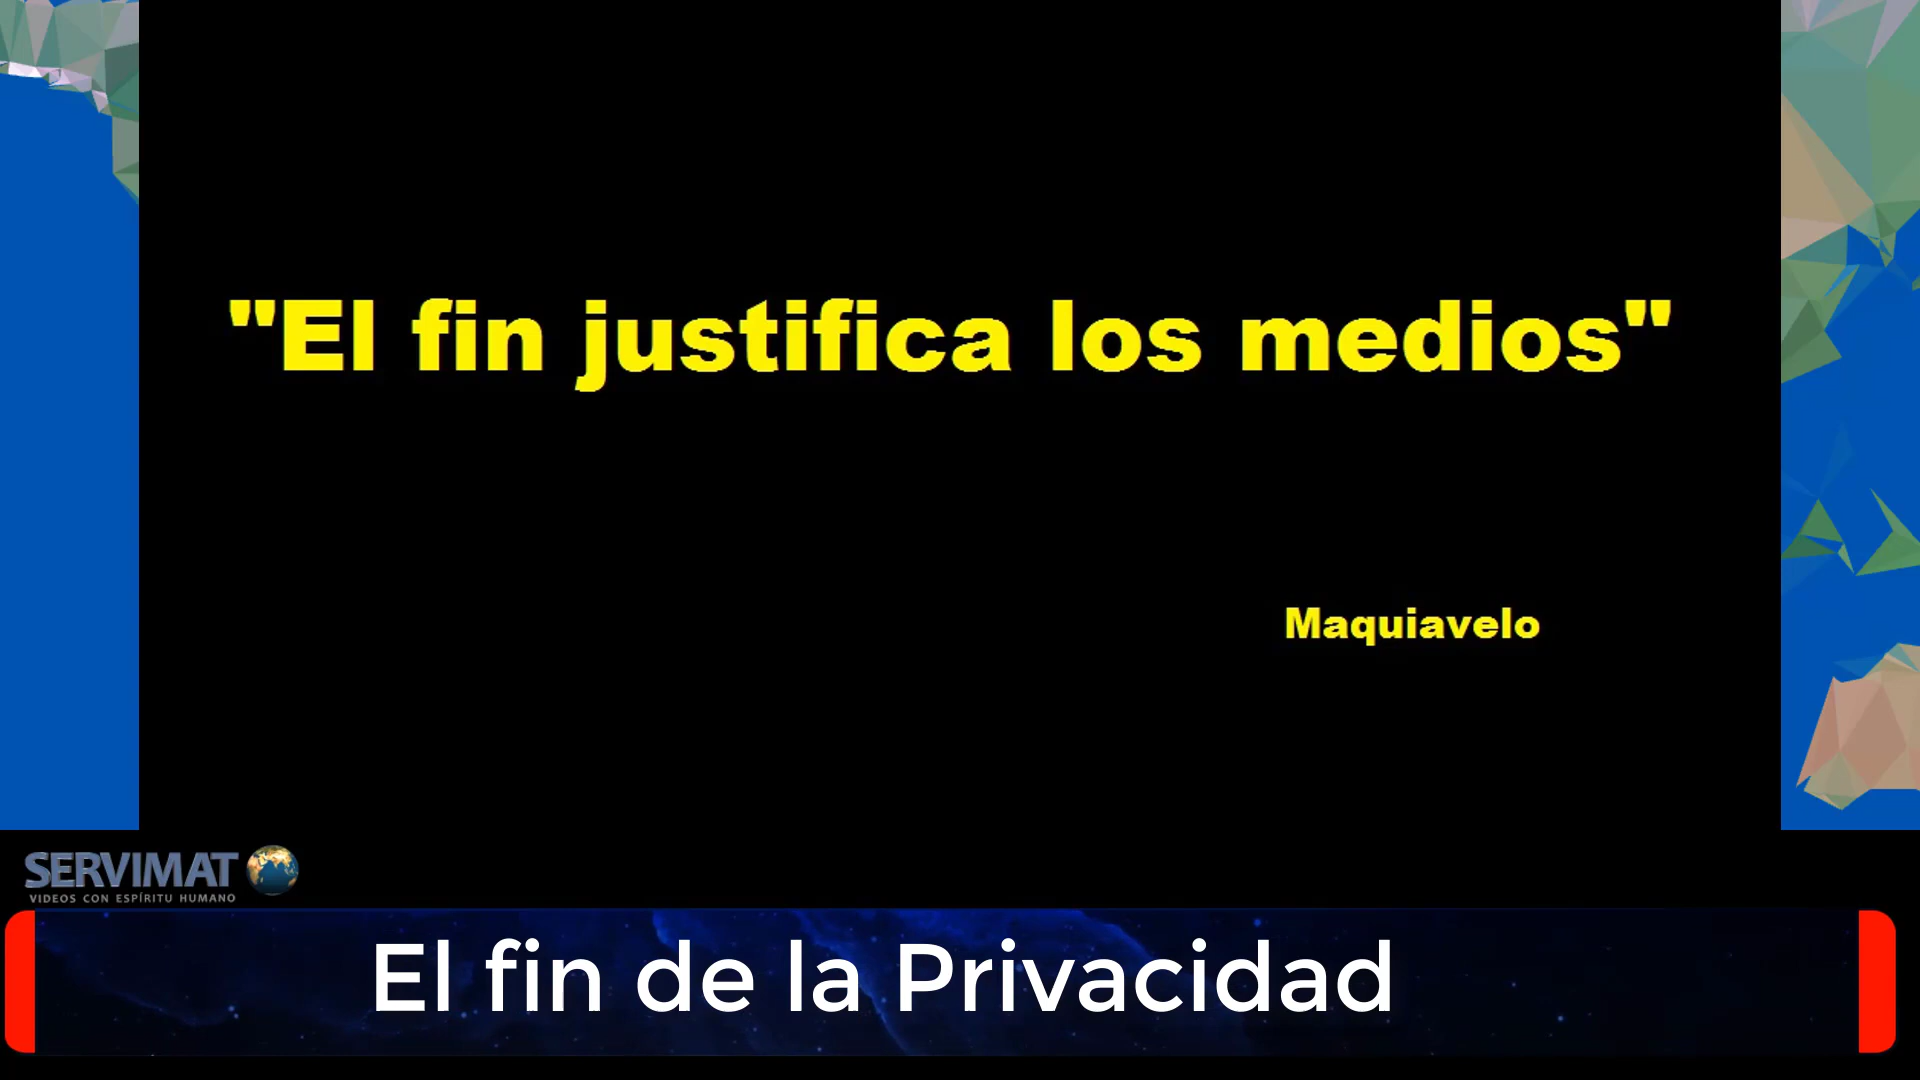 "El fin justifica los medios"
Maquiavelo
SERVIMAT
VIDEOS CON ESPÍRITU HUMANO
El fin de la Privacidad